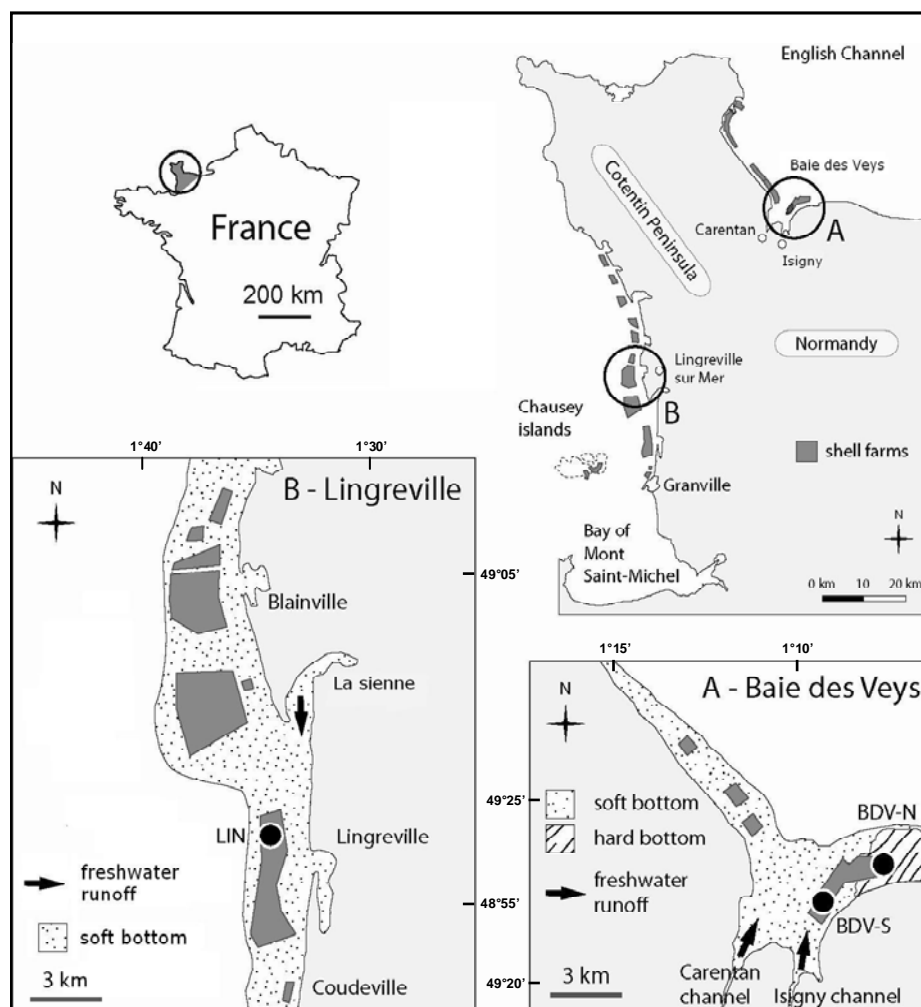 France
200 km
English Channel
Baie des Veys
Cotentin Peninsula
Carentan
A
Isigny
Normandy
Lingreville
sur Mer
B
Chausey
islands
shell farms
Granville
N
Bay of
Mont
Saint-Michel
0 km 10 20 km
1°40' 1°30'
B - Lingreville
N
49°05'
Blainville
La sienne
LIN
Lingreville
freshwater
runoff
48°55'
soft bottom
3 km
Coudeville
1°15' 1°10'
A - Baie des Veys
N
49°25'
soft bottom
BDV-N
hard bottom
freshwater
runoff
BDV-S
Carentan
channel
Isigny channel
49°20'
3 km